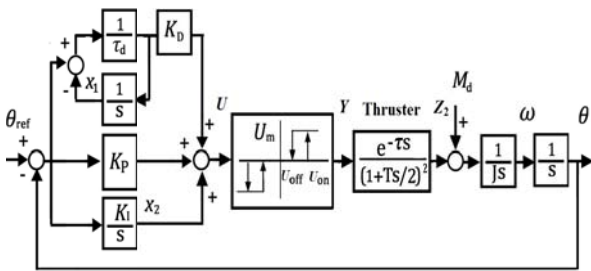 1
τd
KD
+
-
x1
1
s
θref
+
-
KP
KI
s
x2
U
+
+
+
Um
Uoff Uon
Y Thruster
e-τs
(1+Ts/2)2
Md
Z2
+
1
Js
ω
1
s
θ